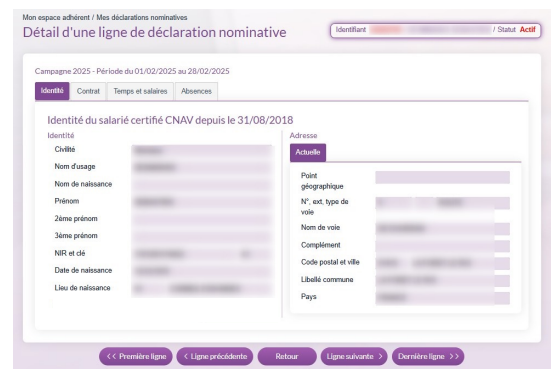 Mon espace adhérent / Mes déclarations nominatives
Détail d'une ligne de déclaration nominative
Identifiant / Statut Actif
Campagne 2025 - Période du 01/02/2025 au 28/02/2025
Identité Contrat Temps et salaires Absences
Identité du salarié certifié CNAV depuis le 31/08/2018
Identité
Civilité
Nom d'usage
Nom de naissance
Prénom
2ème prénom
3ème prénom
NIR et clé
Date de naissance
Lieu de naissance
Adresse
Actuelle
Point
géographique
N°, ext, type de
voie
Nom de voie
Complément
Code postal et ville
Libellé commune
Pays
<< Première ligne < Ligne précédente Retour Ligne suivante > Dernière ligne >>